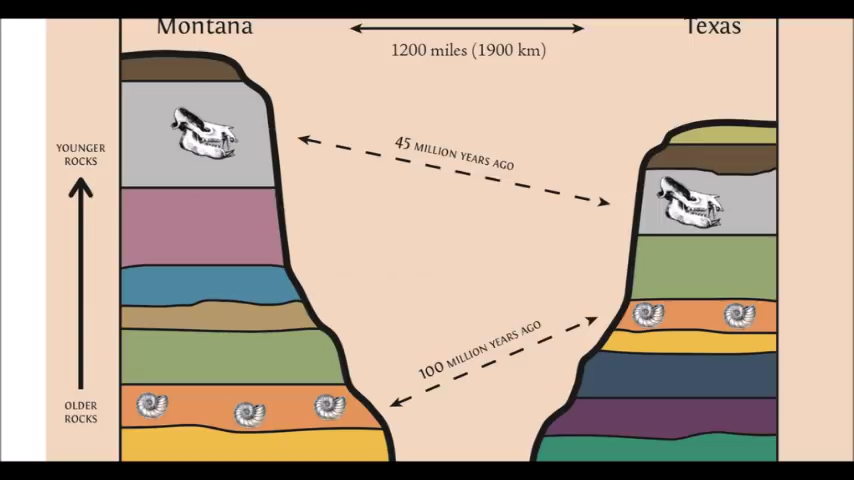 Montana
Texas
1200 miles (1900 km)
45 MILLION YEARS AGO
YOUNGER
ROCKS
100 MILLION YEARS AGO
OLDER
ROCKS